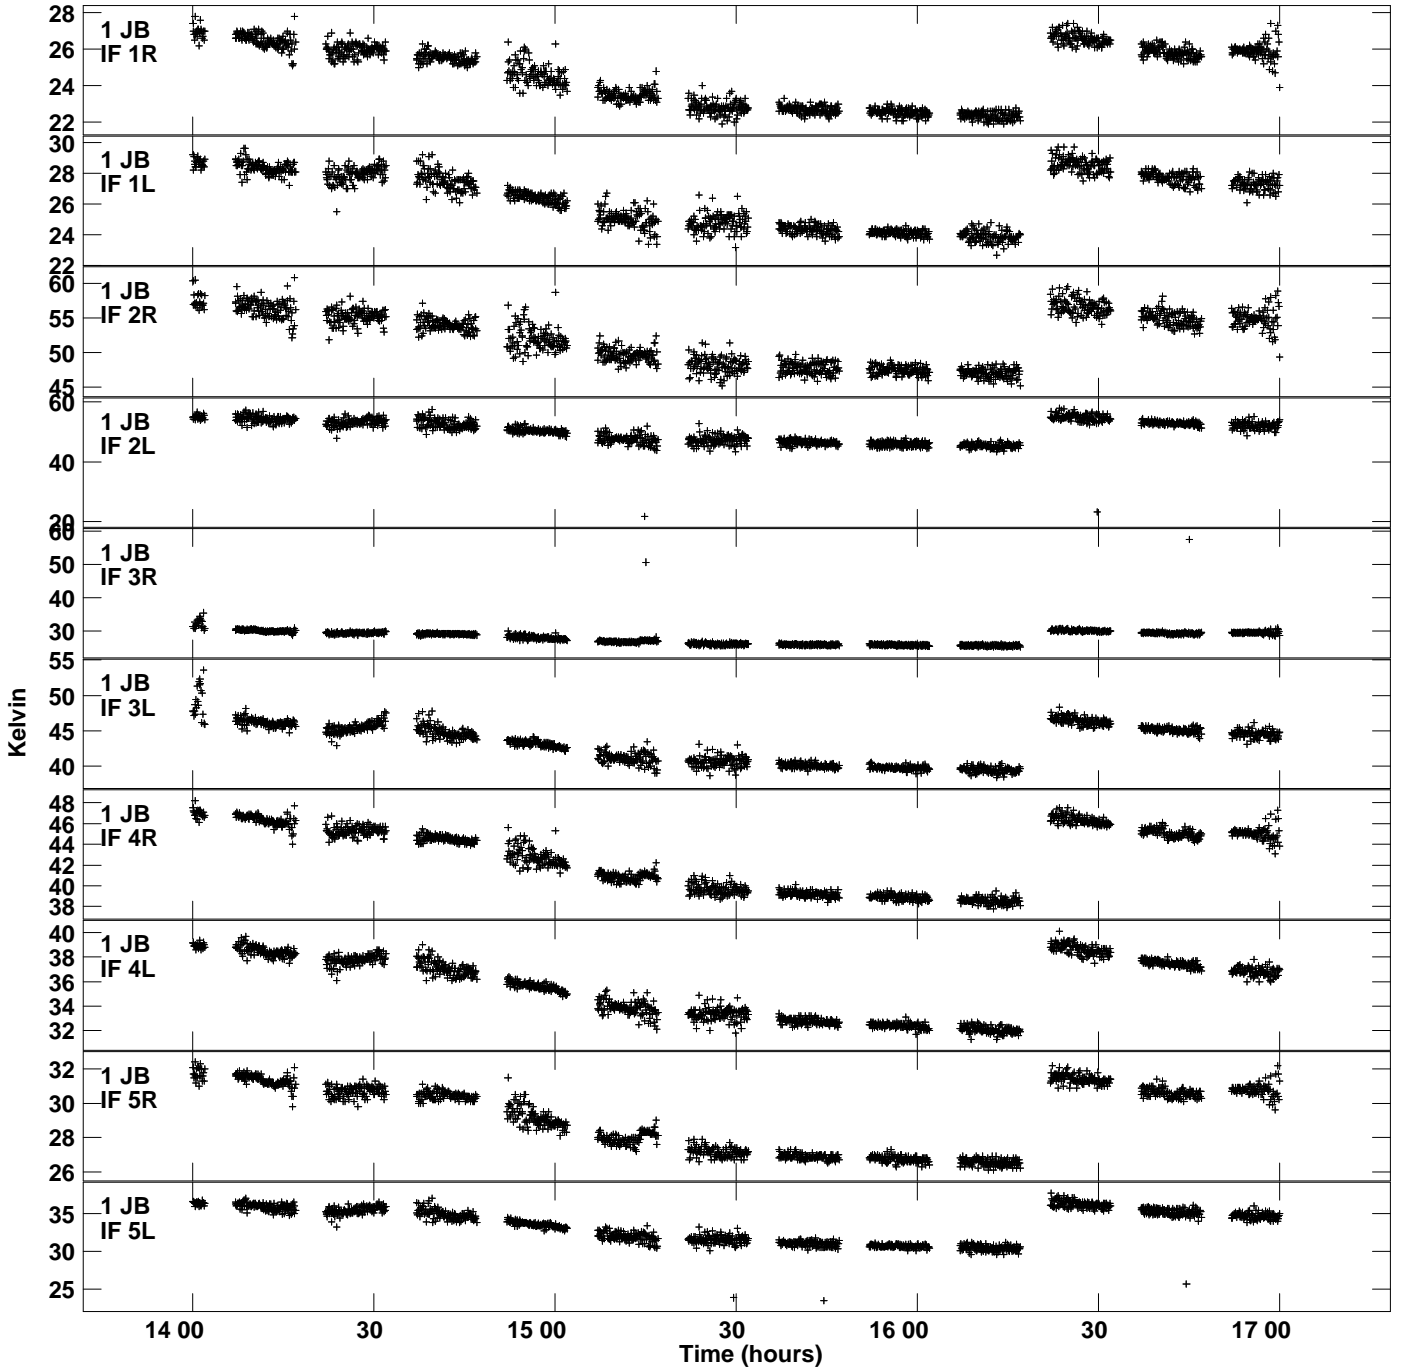 28
26
24
22
1 JB
IF 1R
30
28
26
24
22
1 JB
IF 1L
60
55
50
45
1 JB
IF 2R
60
40
20
1 JB
IF 2L
60
50
40
30
1 JB
IF 3R
55
50
45
40
1 JB
IF 3L
48
46
44
42
40
38
1 JB
IF 4R
40
38
36
34
32
1 JB
IF 4L
32
30
28
26
1 JB
IF 5R
35
30
25
1 JB
IF 5L
Kelvin
14 00 30 15 00 30 16 00 30 17 00
Time (hours)